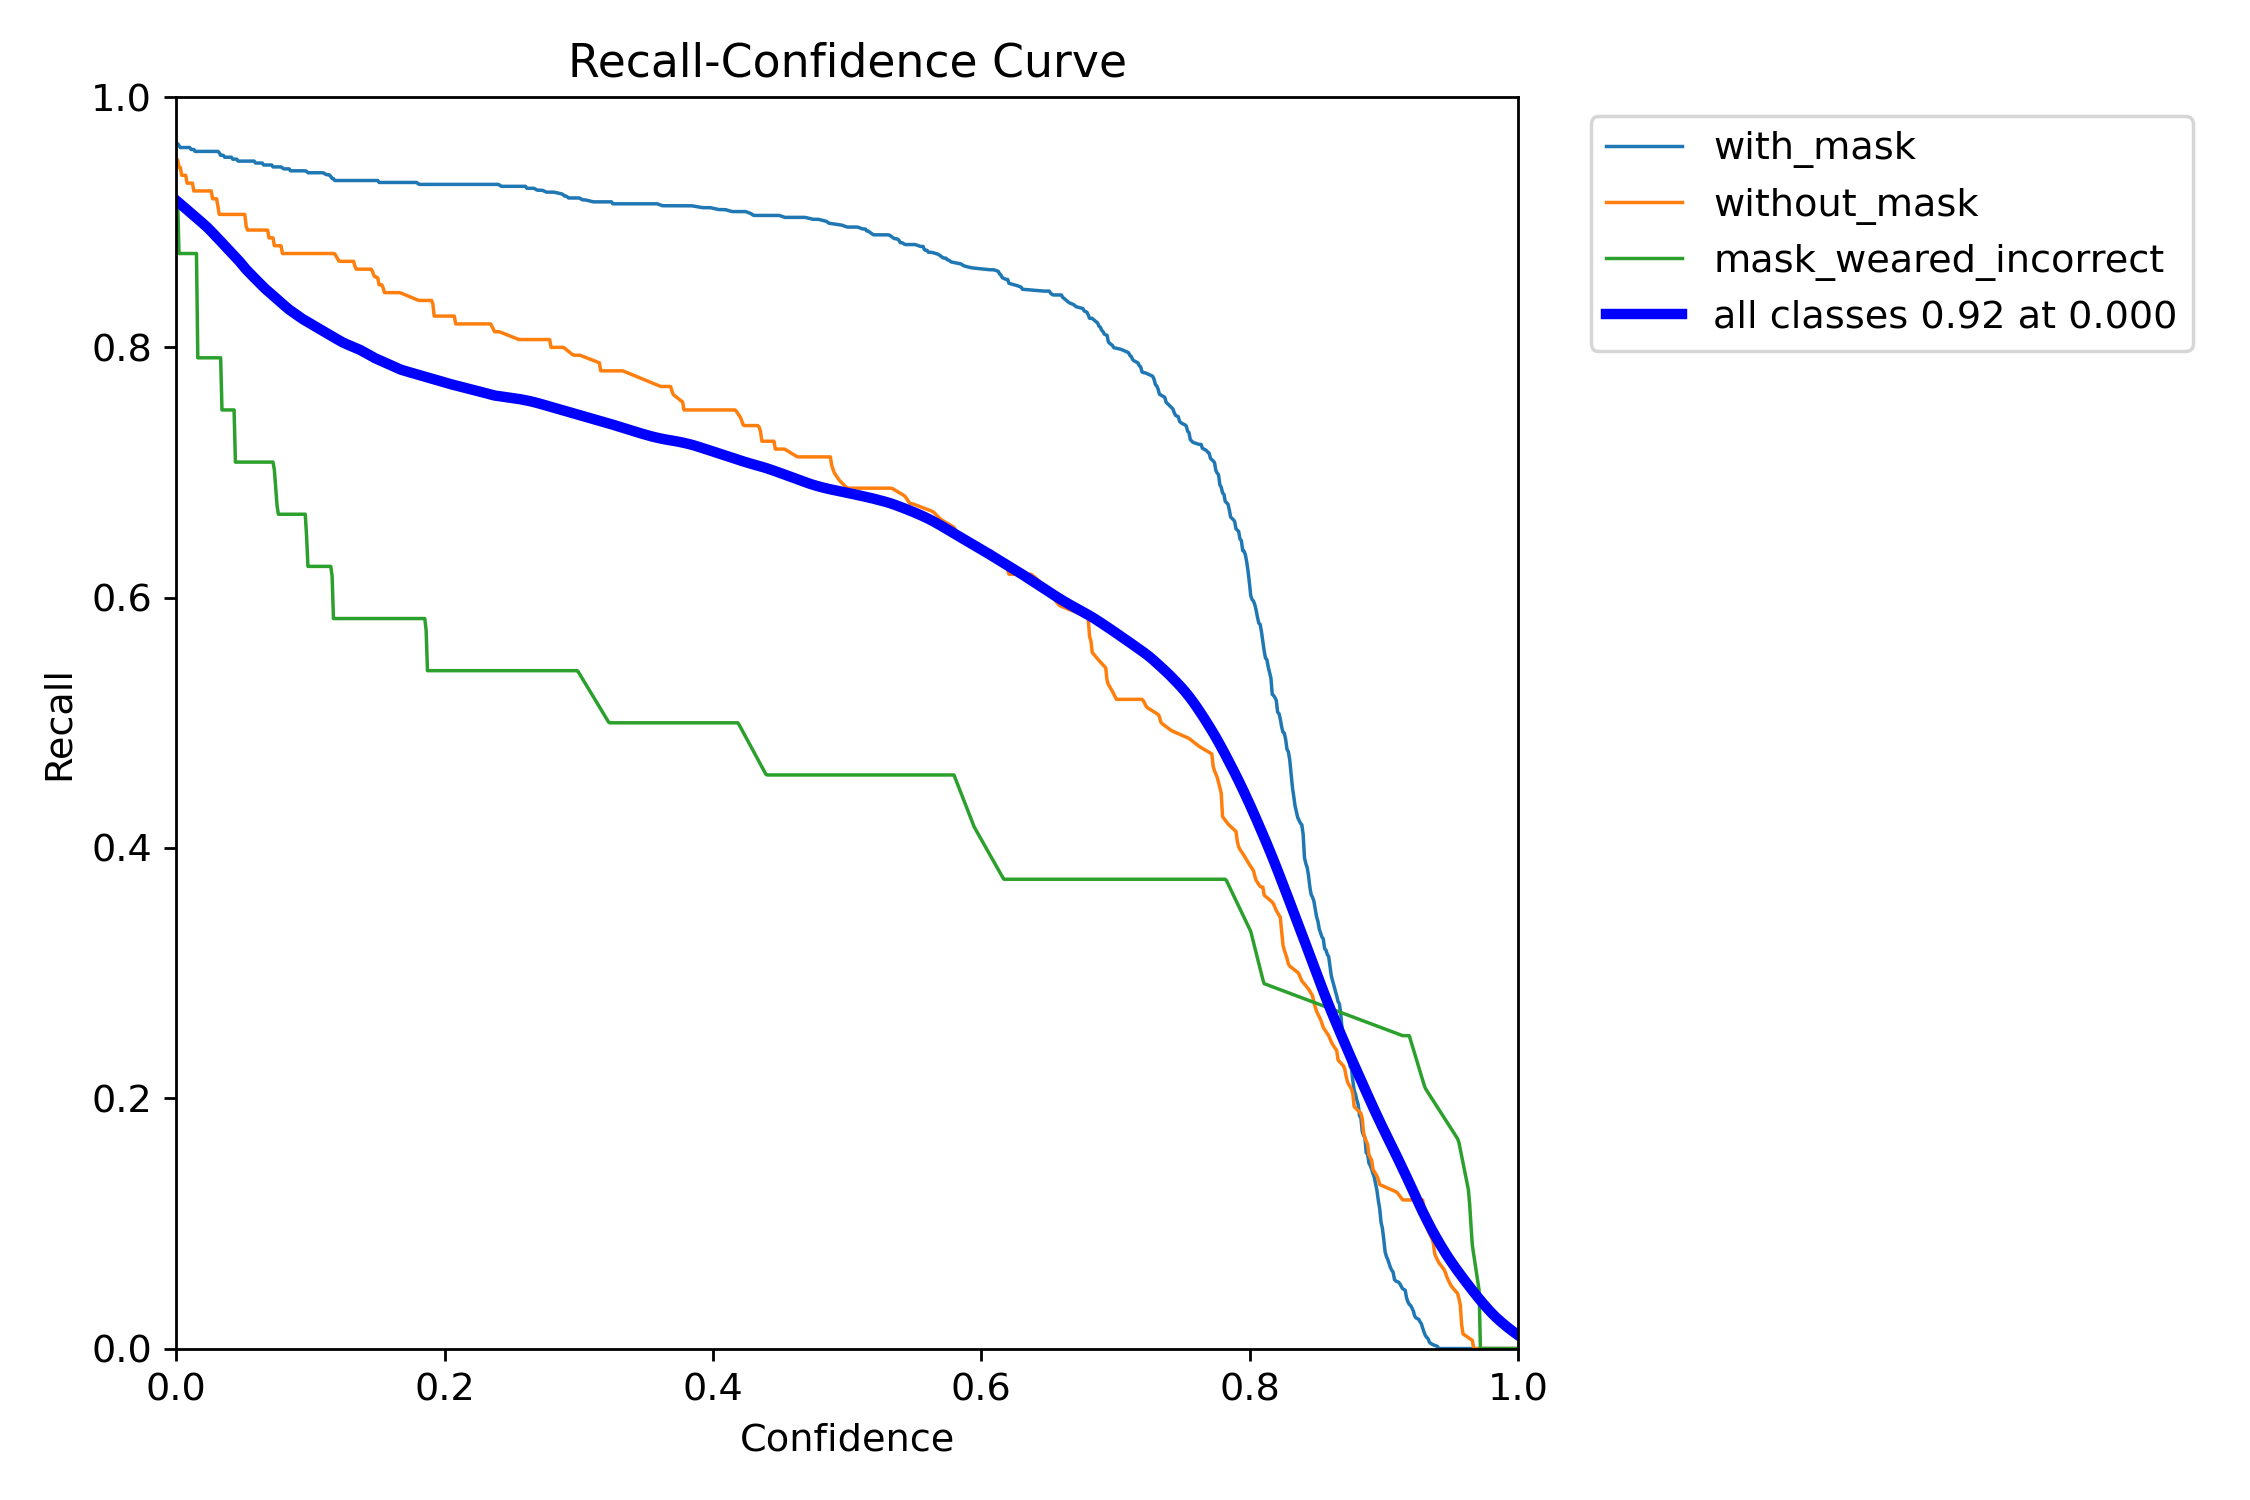 Recall-Confidence Curve
1.0
0.8
0.6
0.4
0.2
0.0
Recall
0.0 0.2 0.4 0.6 0.8 1.0
Confidence
with_mask
without_mask
mask_weared_incorrect
all classes 0.92 at 0.000